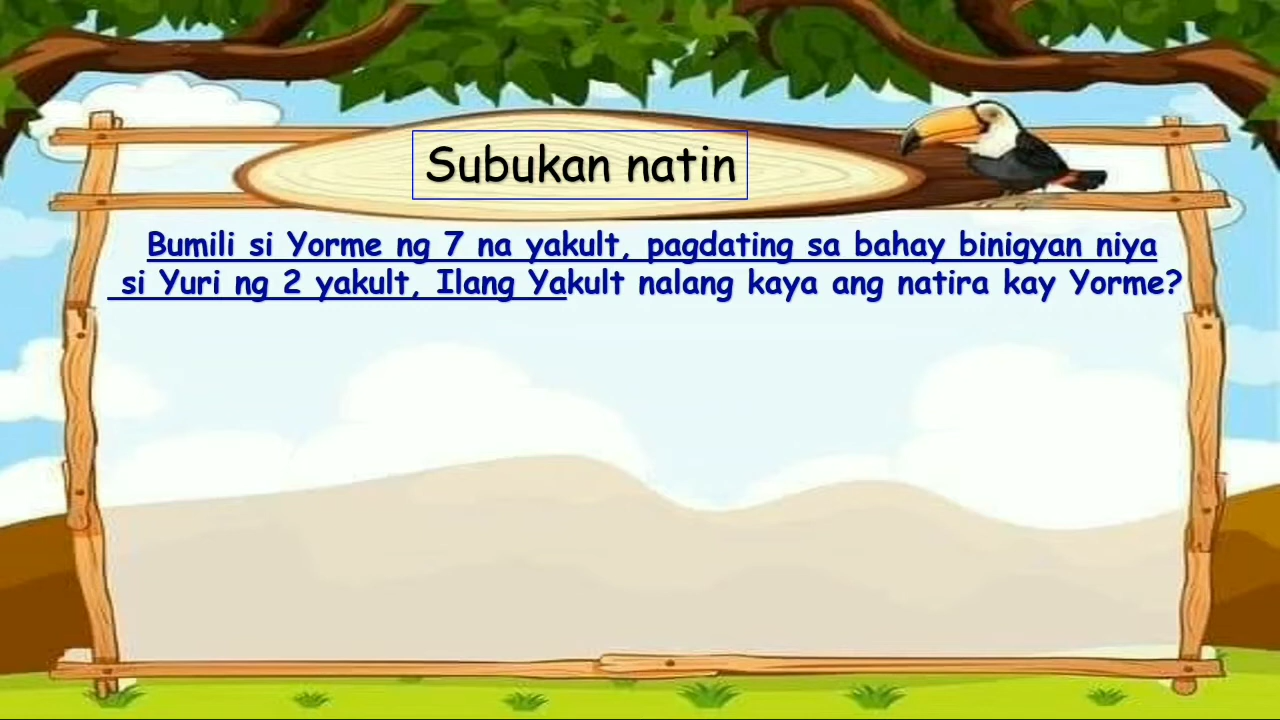 Subukan natin
Bumili si Yorme ng 7 na yakult, pagdating sa bahay binigyan niya
si Yuri ng 2 yakult, Ilang Yakult nalang kaya ang natira kay Yorme?